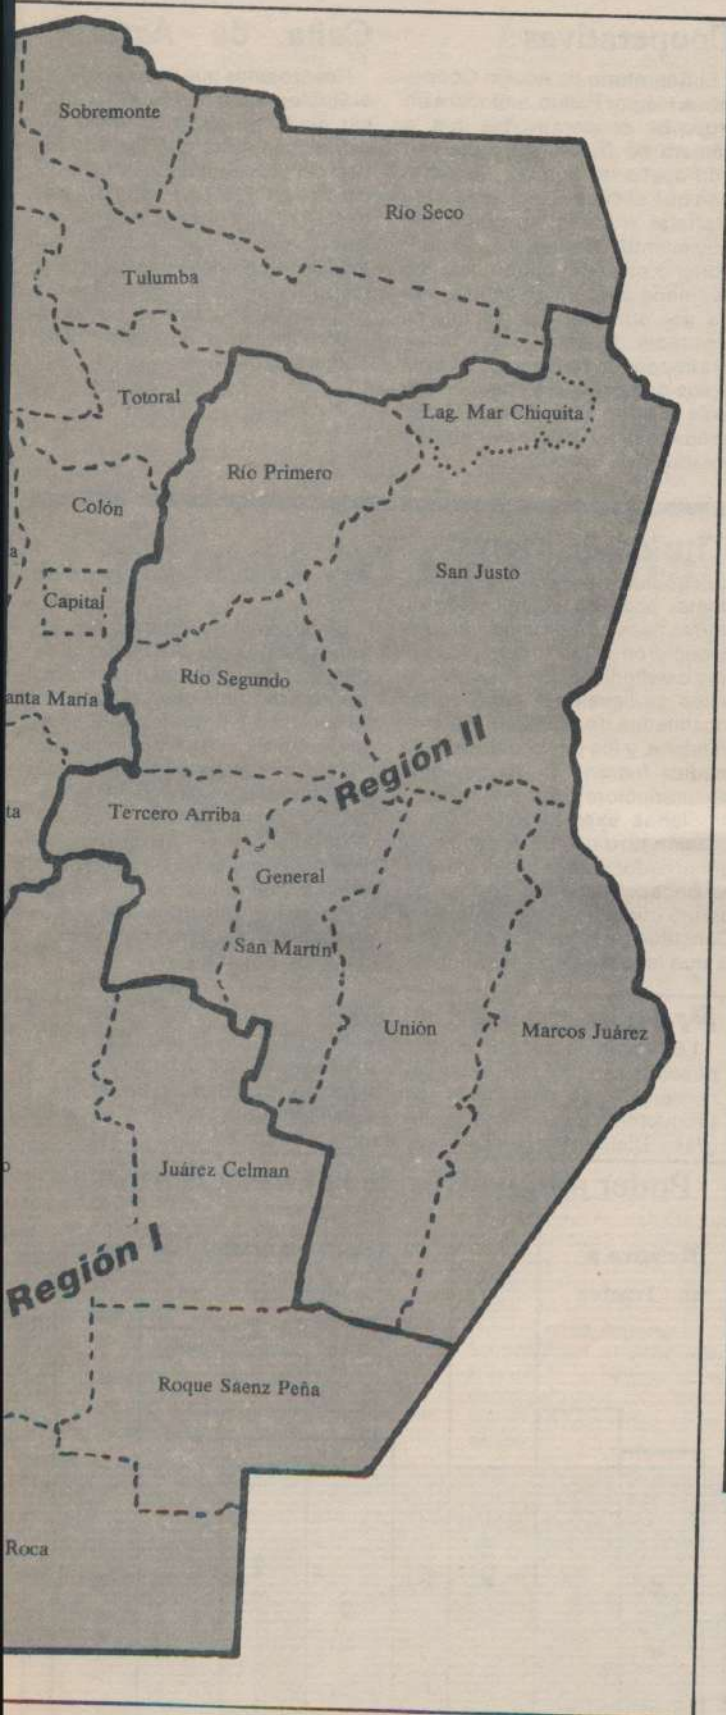 Sobremonte
Río Seco
Tulumba
Totoral
Lag. Mar Chiquita
Río Primero
Colón
a
San Justo
Capital
Río Segundo
anta María
Región II
ta
Tercero Arriba
General
San Martín
Unión
Marcos Juárez
Juárez Celman
Región I
Roque Saenz Peña
Roca